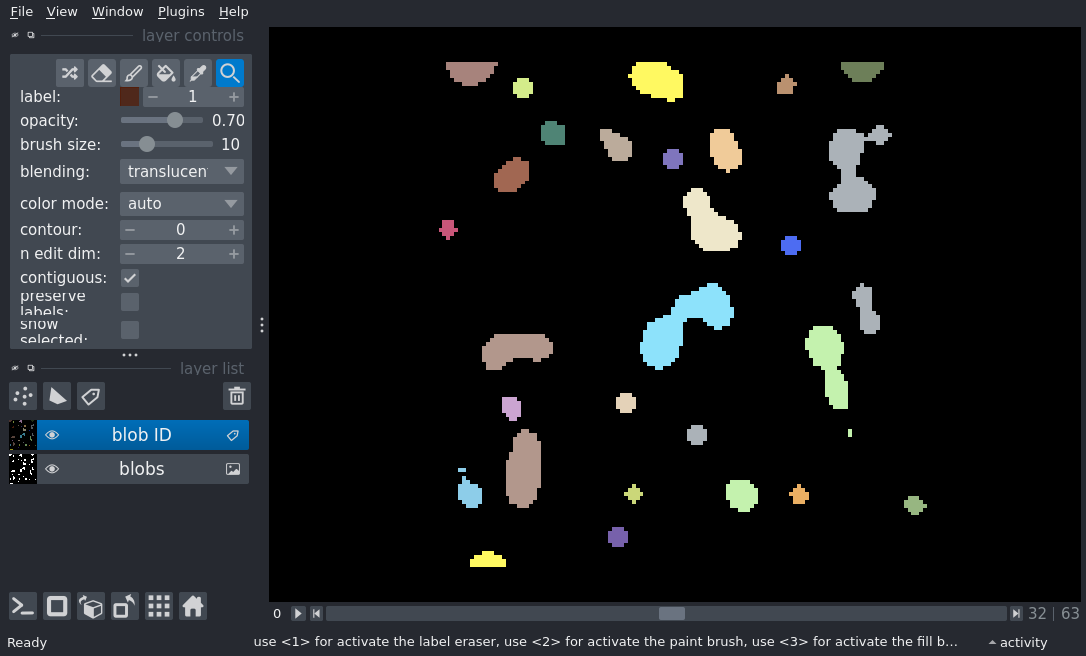 File View Window Plugins Help
layer controls
label: 1
opacity: 0.70
brush size: 10
blending: translucen
color mode: auto
contour: 0
n edit dim: 2
contiguous:
preserve
labels:
show
selected:
layer list
blob ID
blobs
0 32 63
Ready use <1> for activate the label eraser, use <2> for activate the paint brush, use <3> for activate the fill b... activity